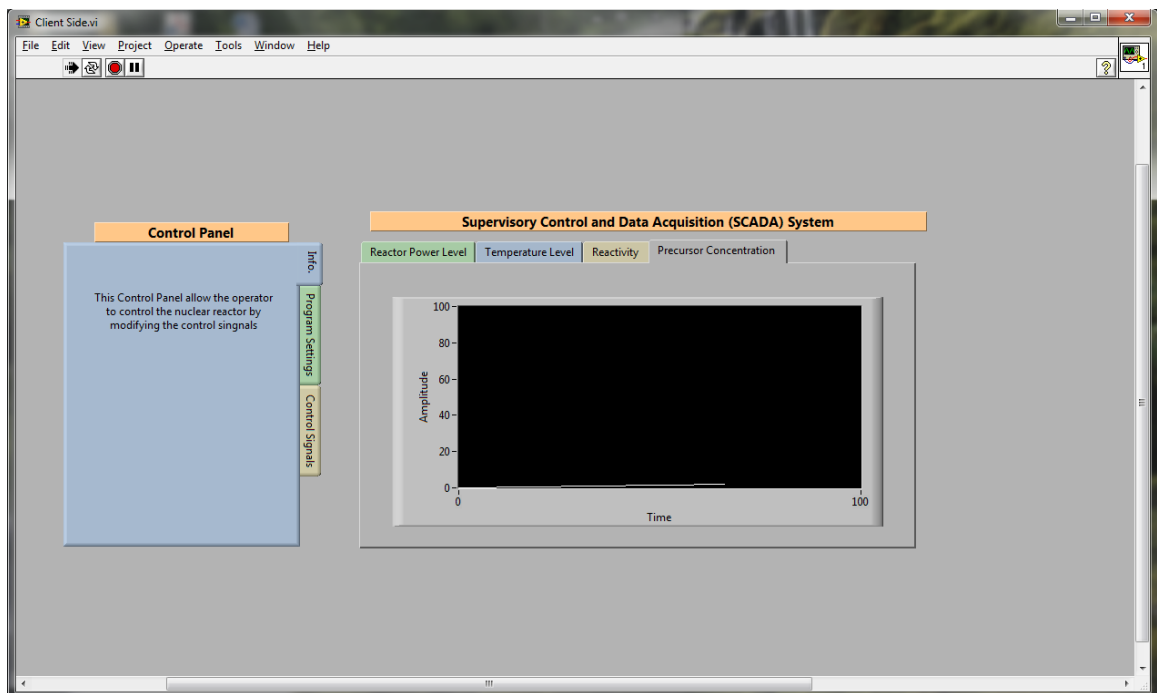 Client Side.vi
File Edit View Project Operate Tools Window Help
?
1
Control Panel
Info.
Program Settings
Control Signals
This Control Panel allow the operator
to control the nuclear reactor by
modifying the control singnals
Supervisory Control and Data Acquisition (SCADA) System
Reactor Power Level Temperature Level Reactivity Precursor Concentration
100
80
60
40
20
0
Amplitude
0 100
Time